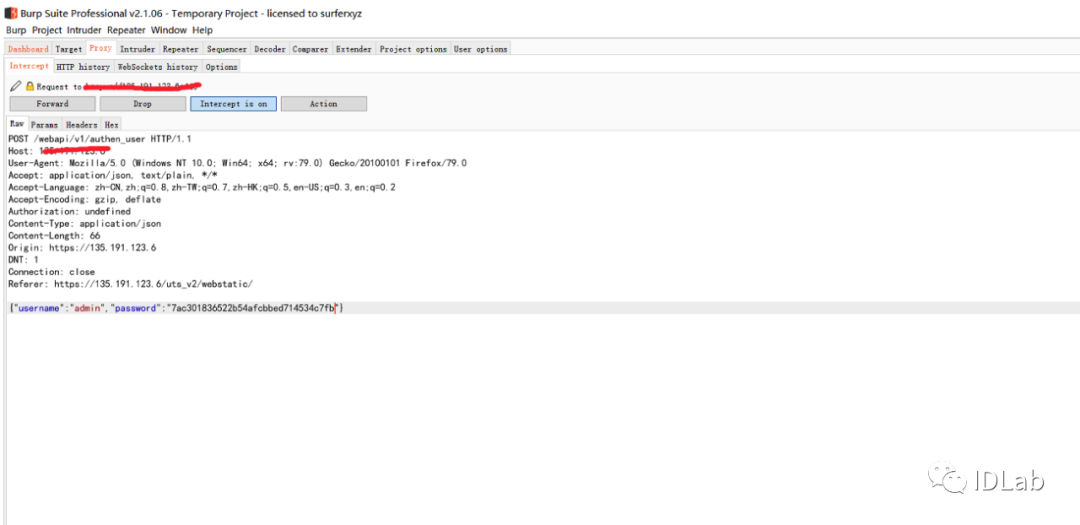 Burp Suite Professional v2.1.06 - Temporary Project - licensed to surferxyz
Burp Project Intruder Repeater Window Help
Dashboard Target Proxy Intruder Repeater Sequencer Decoder Comparer Extender Project options User options
Intercept HTTP history WebSockets history Options
Request to
Forward Drop Intercept is on Action
Raw Params Headers Hex
POST /webapi/v1/authen_user HTTP/1.1
Host:
User-Agent: Mozilla/5.0 (Windows NT 10.0; Win64; x64; rv:79.0) Gecko/20100101 Firefox/79.0
Accept: application/json, text/plain, */*
Accept-Language: zh-CN,zh;q=0.8,zh-TW;q=0.7,zh-HK;q=0.5,en-US;q=0.3,en;q=0.2
Accept-Encoding: gzip, deflate
Authorization: undefined
Content-Type: application/json
Content-Length: 66
Origin: https://135.191.123.6
DNT: 1
Connection: close
Referer: https://135.191.123.6/uts_v2/webstatic/
{"username":"admin","password":"7ac301836522b54afcbbed714534c7fb"}
IDLab